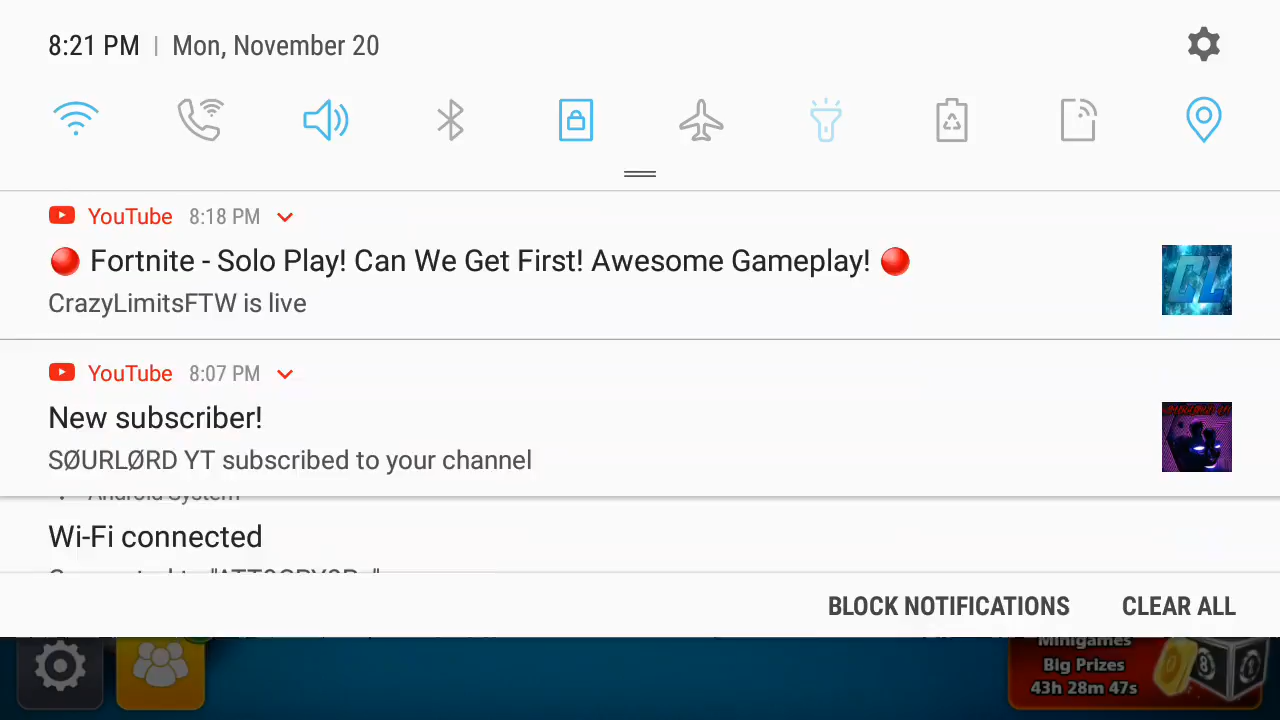 8:21 PM | Mon, November 20
YouTube 8:18 PM
🔴 Fortnite - Solo Play! Can We Get First! Awesome Gameplay! 🔴
CrazyLimitsFTW is live
CL
YouTube 8:07 PM
New subscriber!
SØURLØRD YT subscribed to your channel
Android System
Wi-Fi connected
BLOCK NOTIFICATIONS CLEAR ALL
Minigames
Big Prizes
43h 28m 47s
8